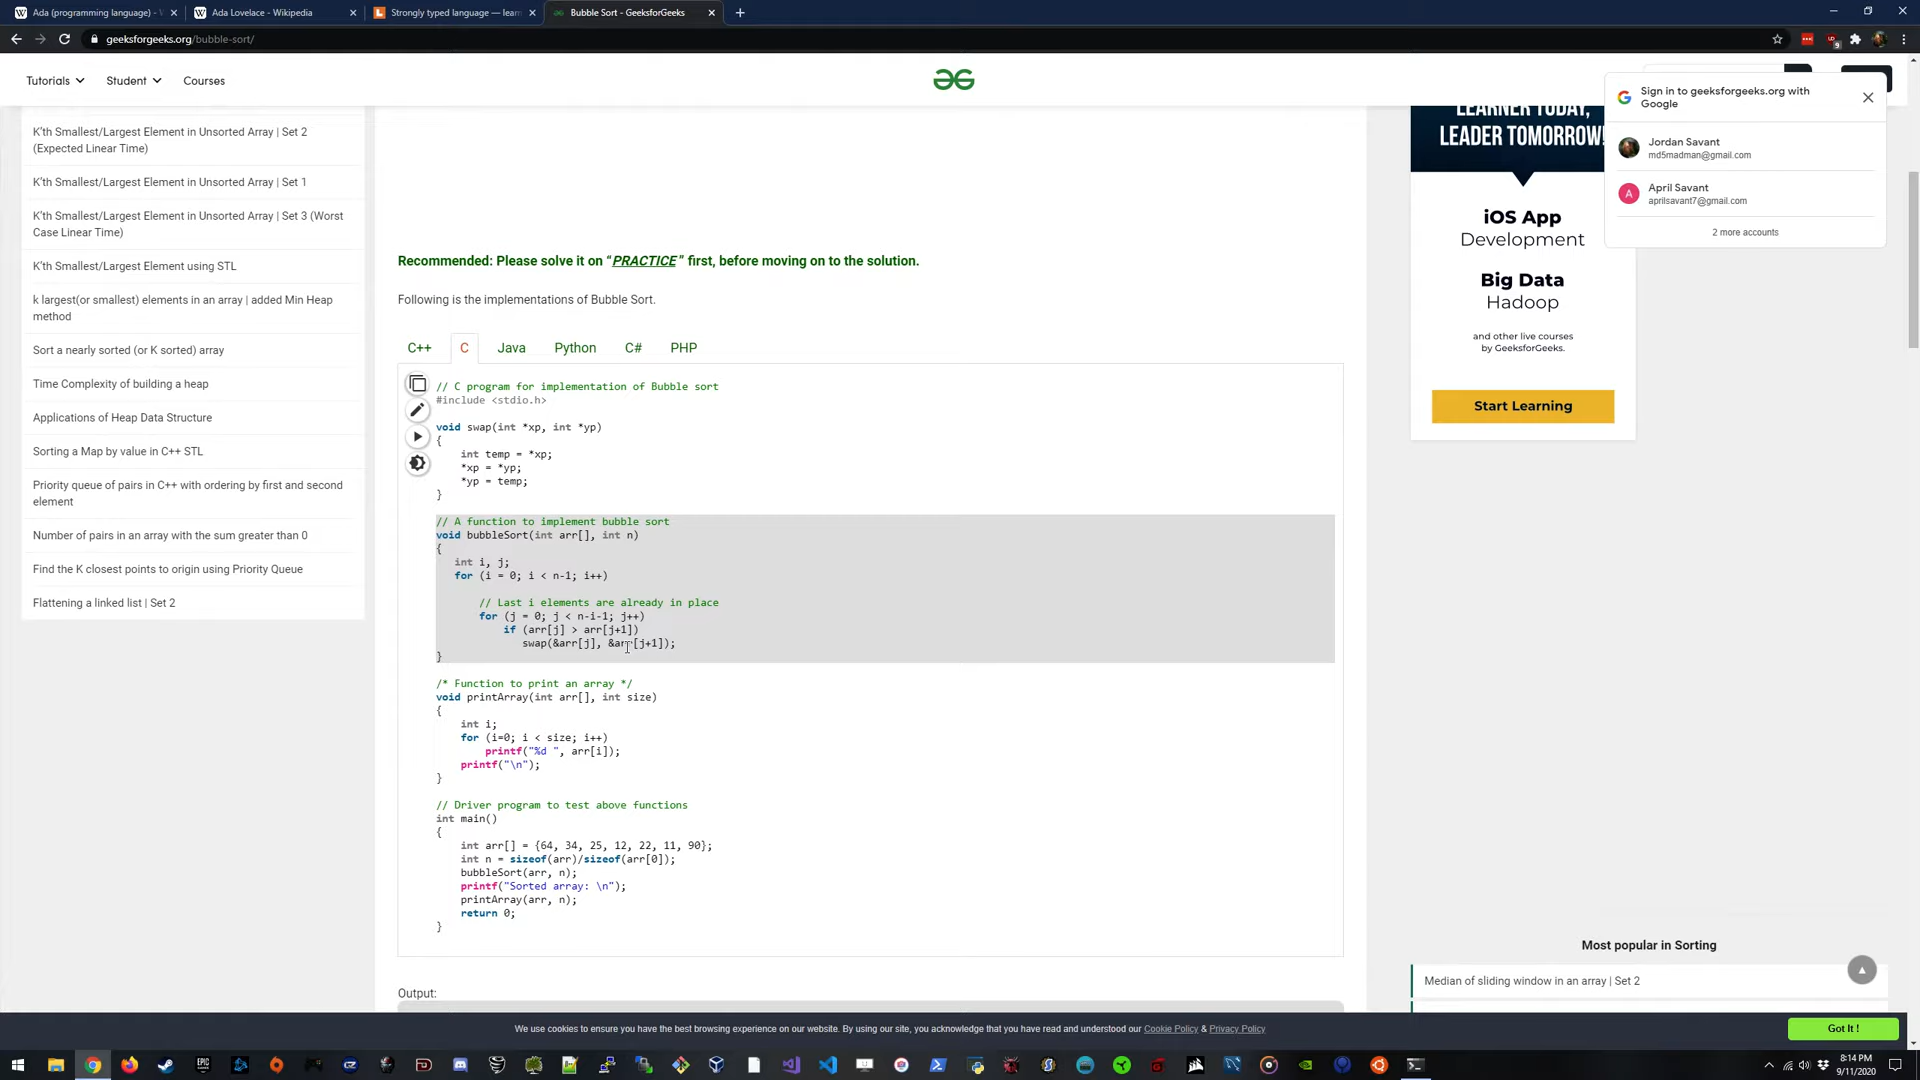 Ada (programming language) - W
Ada Lovelace - Wikipedia
Strongly typed language — learn
Bubble Sort - GeeksforGeeks
geeksforgeeks.org/bubble-sort/
9
Tutorials
Student
Courses
Sign in to geeksforgeeks.org with
Google
Jordan Savant
md5madman@gmail.com
A
April Savant
aprilsavant7@gmail.com
2 more accounts
K'th Smallest/Largest Element in Unsorted Array | Set 2
(Expected Linear Time)
K'th Smallest/Largest Element in Unsorted Array | Set 1
K'th Smallest/Largest Element in Unsorted Array | Set 3 (Worst
Case Linear Time)
K'th Smallest/Largest Element using STL
k largest(or smallest) elements in an array | added Min Heap
method
Sort a nearly sorted (or K sorted) array
Time Complexity of building a heap
Applications of Heap Data Structure
Sorting a Map by value in C++ STL
Priority queue of pairs in C++ with ordering by first and second
element
Number of pairs in an array with the sum greater than 0
Find the K closest points to origin using Priority Queue
Flattening a linked list | Set 2
Recommended: Please solve it on “PRACTICE ” first, before moving on to the solution.
Following is the implementations of Bubble Sort.
C++
C
Java
Python
C#
PHP
// C program for implementation of Bubble sort
#include <stdio.h>
void swap(int *xp, int *yp)
{
int temp = *xp;
*xp = *yp;
*yp = temp;
}
// A function to implement bubble sort
void bubbleSort(int arr[], int n)
{
int i, j;
for (i = 0; i < n-1; i++)
// Last i elements are already in place
for (j = 0; j < n-i-1; j++)
if (arr[j] > arr[j+1])
swap(&arr[j], &arr[j+1]);
}
/* Function to print an array */
void printArray(int arr[], int size)
{
int i;
for (i=0; i < size; i++)
printf("%d ", arr[i]);
printf("\n");
}
// Driver program to test above functions
int main()
{
int arr[] = {64, 34, 25, 12, 22, 11, 90};
int n = sizeof(arr)/sizeof(arr[0]);
bubbleSort(arr, n);
printf("Sorted array: \n");
printArray(arr, n);
return 0;
}
Output:
LEARNER TODAY,
LEADER TOMORROW!
iOS App
Development
Big Data
Hadoop
and other live courses
by GeeksforGeeks.
Start Learning
Most popular in Sorting
Median of sliding window in an array | Set 2
We use cookies to ensure you have the best browsing experience on our website. By using our site, you acknowledge that you have read and understood our Cookie Policy & Privacy Policy
Got It !
8:14 PM
9/11/2020